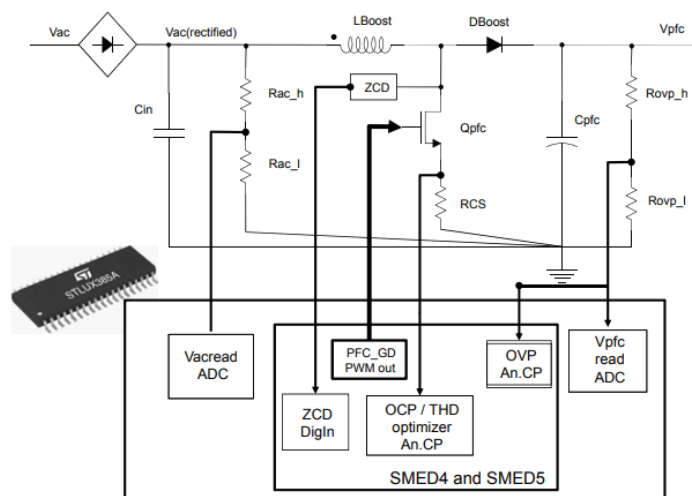 Vac
Vac(rectified)
LBoost
DBoost
Vpfc
Rac_h
ZCD
Rovp_h
Cin
Qpfc
Cpfc
Rac_l
RCS
Rovp_l
STLUX385A
Vacread
ADC
PFC_GD
PWM out
OVP
An.CP
Vpfc
read
ADC
ZCD
DigIn
OCP / THD
optimizer
An.CP
SMED4 and SMED5